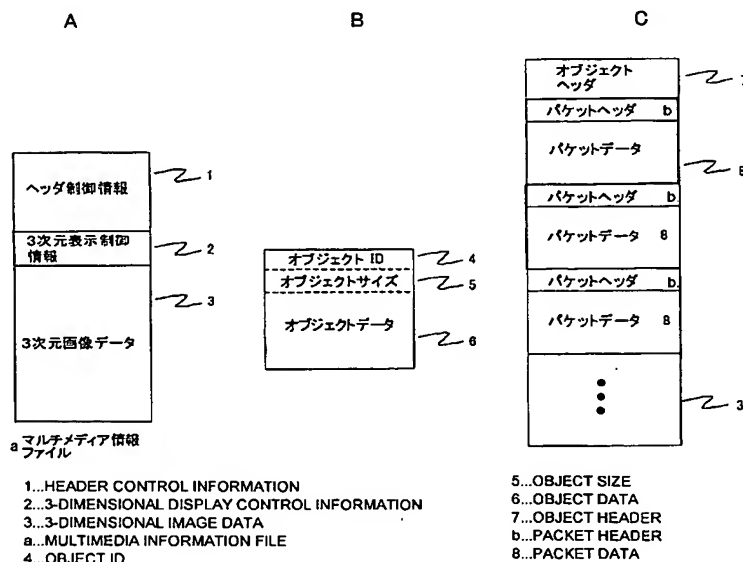 A
B
C
ヘッダ制御情報
1
3次元表示制御
情報
2
3次元画像データ
3
a マルチメディア情報
ファイル
オブジェクト ID
4
オブジェクトサイズ
5
オブジェクトデータ
6
オブジェクト
ヘッダ
パケットヘッダ b
パケットデータ
8
パケットヘッダ b
パケットデータ 8
パケットヘッダ b
パケットデータ 8
3
1...HEADER CONTROL INFORMATION
2...3-DIMENSIONAL DISPLAY CONTROL INFORMATION
3...3-DIMENSIONAL IMAGE DATA
a...MULTIMEDIA INFORMATION FILE
4...OBJECT ID
5...OBJECT SIZE
6...OBJECT DATA
7...OBJECT HEADER
b...PACKET HEADER
8...PACKET DATA